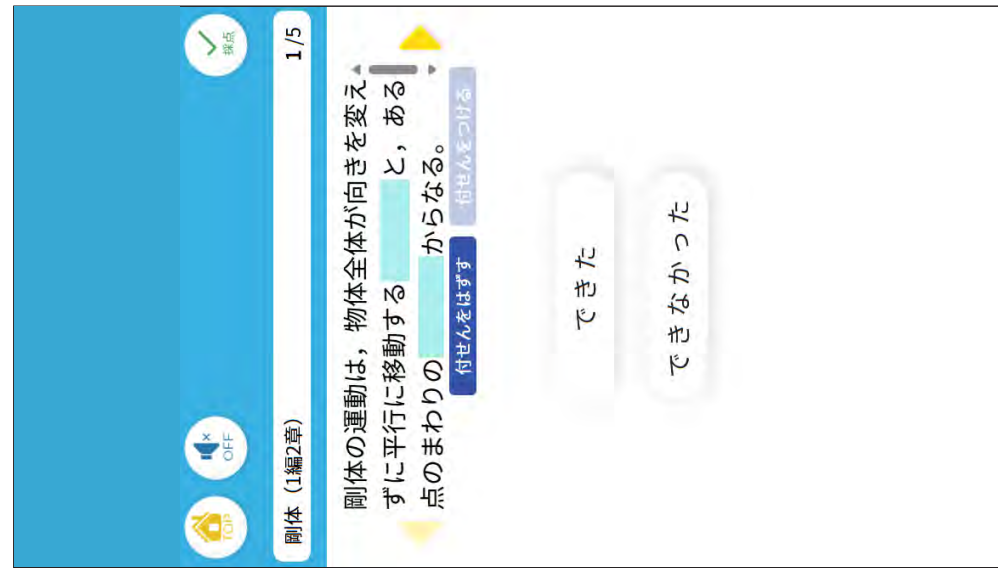 TOP
OFF
採点
剛体（1編2章）
1/5
剛体の運動は，物体全体が向きを変え
ずに平行に移動する と，ある
点のまわりの からなる。
付せんをはずす
付せんをつける
できた
できなかった